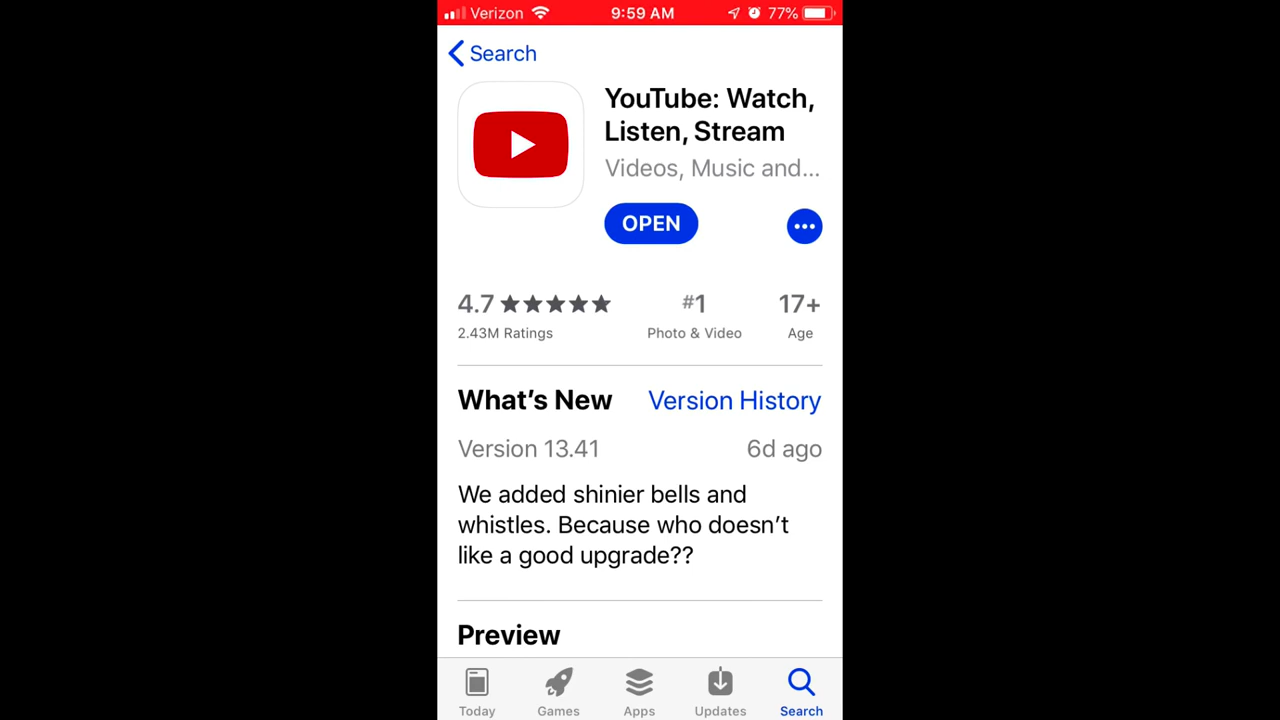 Verizon 9:59 AM 77%
Search
YouTube: Watch,
Listen, Stream
Videos, Music and...
OPEN
4.7 #1 17+
2.43M Ratings Photo & Video Age
What's New Version History
Version 13.41 6d ago
We added shinier bells and
whistles. Because who doesn't
like a good upgrade??
Preview
Today Games Apps Updates Search